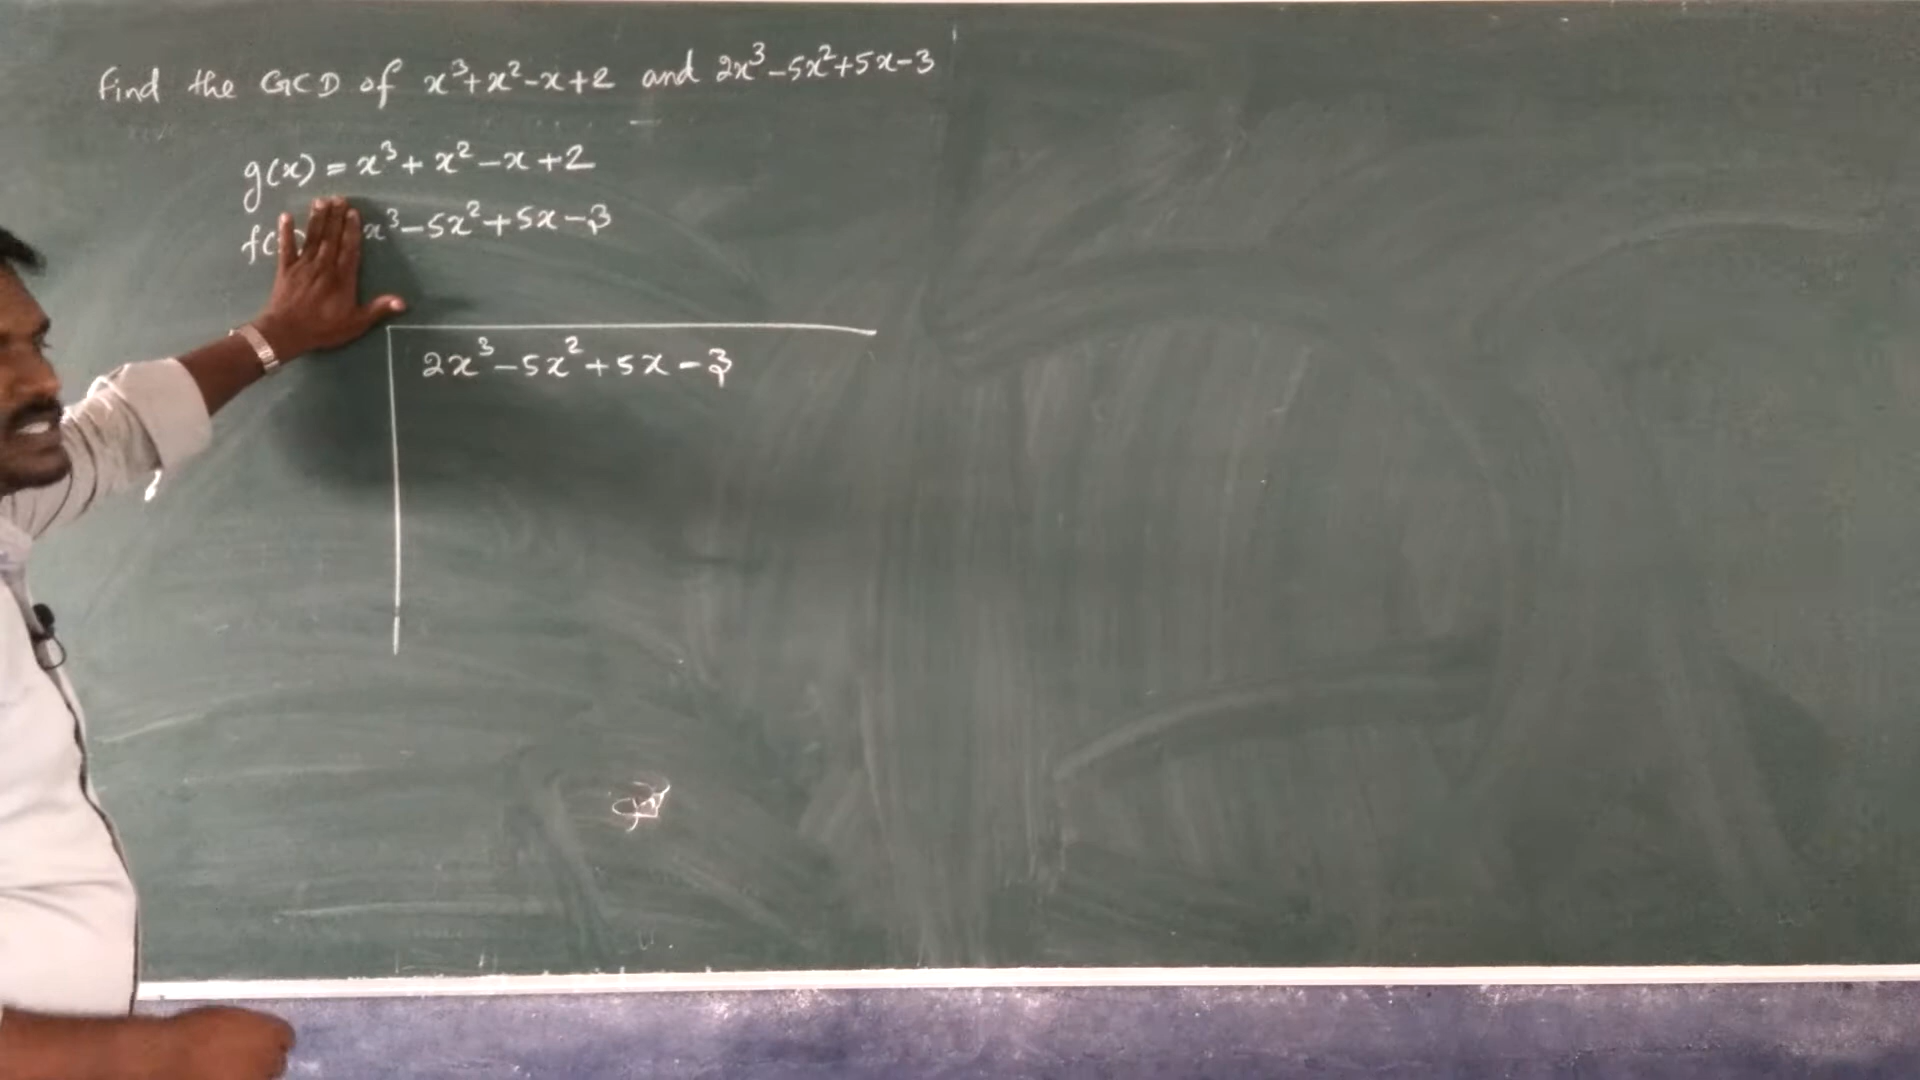 Find the GCD of x³+x²-x+2 and 2x³-5x²+5x-3
g(x) = x³+x²-x+2
f( x³-5x²+5x-3
2x³-5x²+5x-3